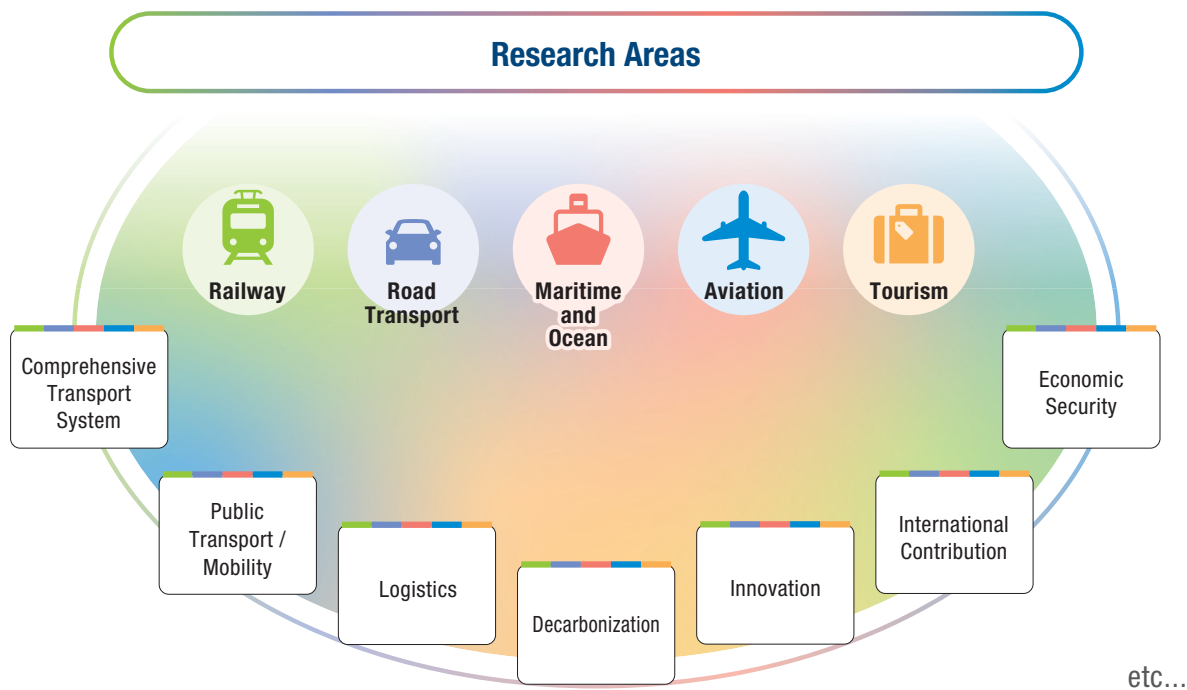 Research Areas
Railway
Road
Transport
Maritime
and
Ocean
Aviation
Tourism
Comprehensive
Transport
System
Public
Transport /
Mobility
Logistics
Decarbonization
Innovation
International
Contribution
Economic
Security
etc...